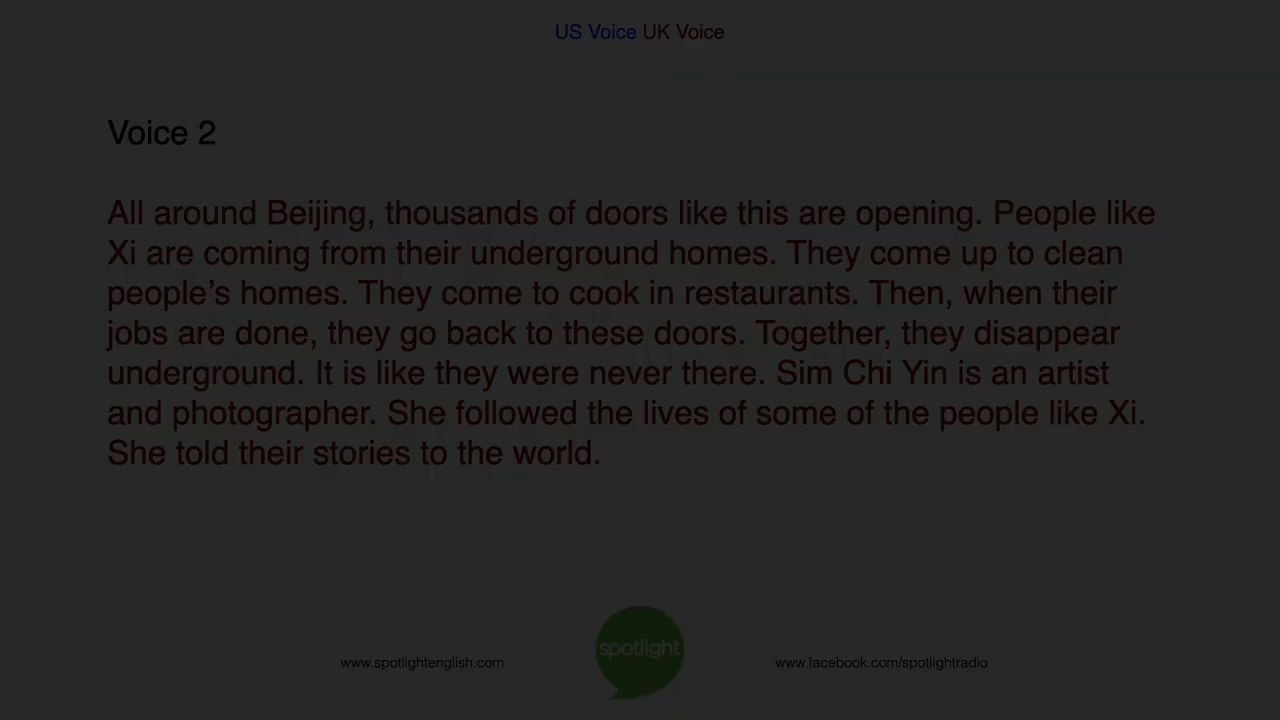 US Voice UK Voice
Voice 2
All around Beijing, thousands of doors like this are opening. People like
Xi are coming from their underground homes. They come up to clean
people’s homes. They come to cook in restaurants. Then, when their
jobs are done, they go back to these doors. Together, they disappear
underground. It is like they were never there. Sim Chi Yin is an artist
and photographer. She followed the lives of some of the people like Xi.
She told their stories to the world.
spotlight
www.spotlightenglish.com
www.facebook.com/spotlightradio